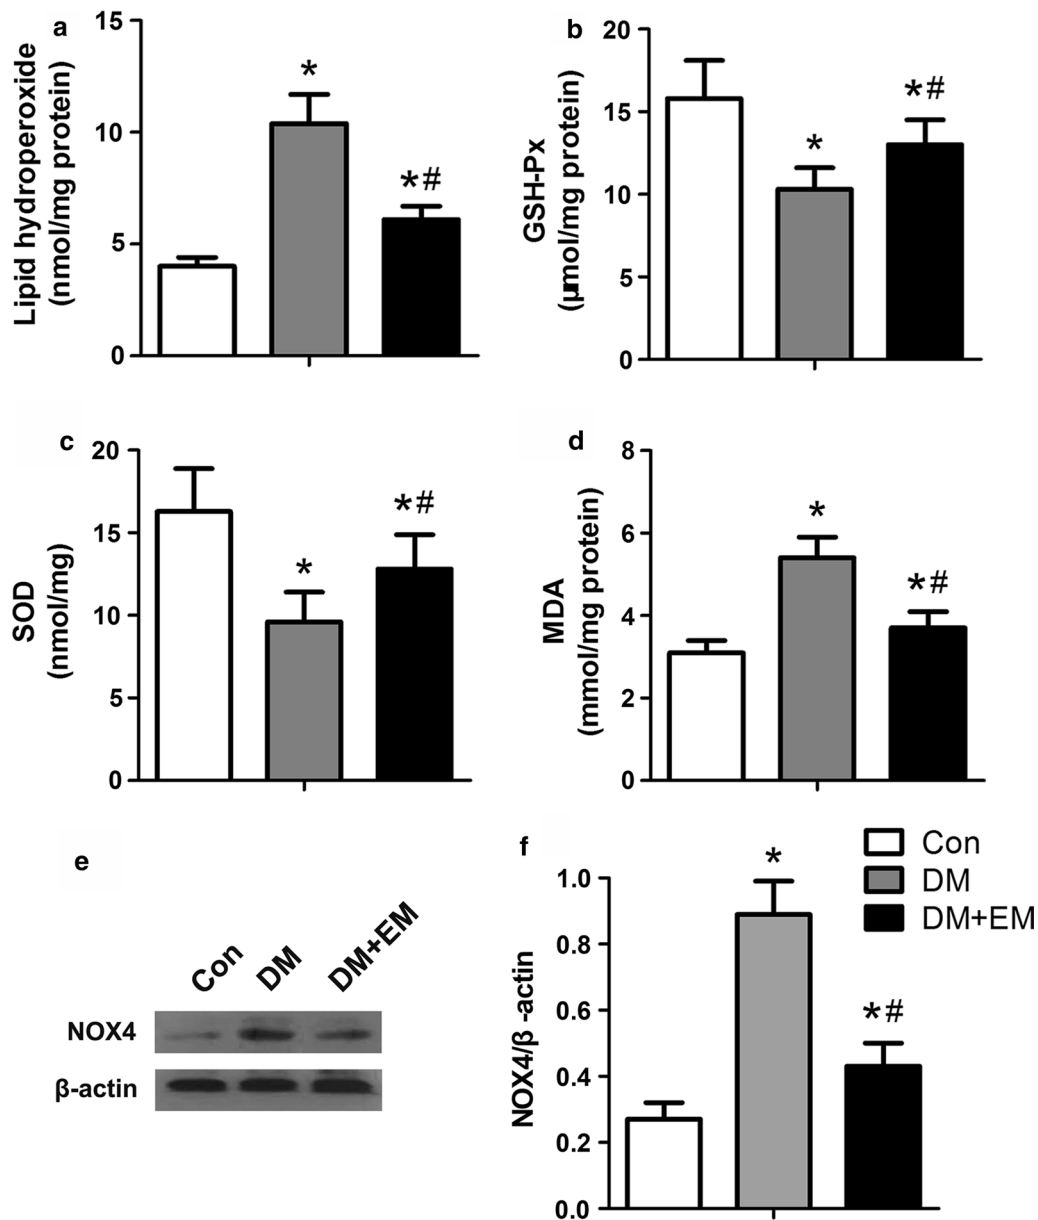 a
15
10
5
0
Lipid hydroperoxide
(nmol/mg protein)
*
*#
b
20
15
10
5
0
GSH-Px
(μmol/mg protein)
*
*#
c
20
15
10
5
0
SOD
(nmol/mg)
*
*#
d
8
6
4
2
0
MDA
(mmol/mg protein)
*
*#
e
Con DM DM+EM
NOX4
β-actin
f
1.0
0.8
0.6
0.4
0.2
0.0
NOX4/β -actin
*
*#
Con
DM
DM+EM